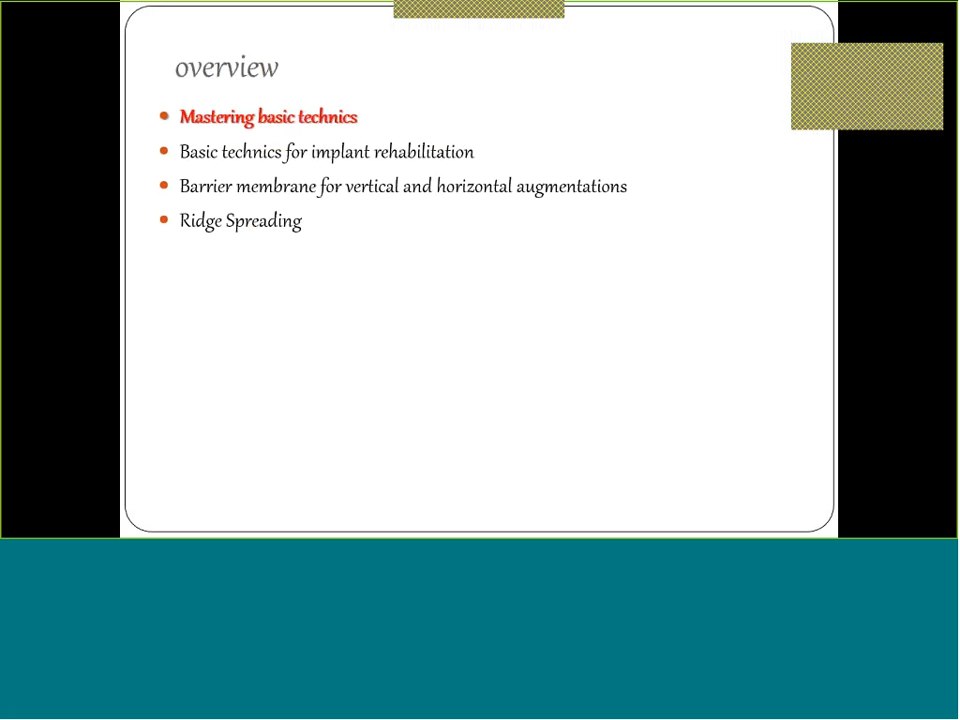 overview
Mastering basic technics
Basic technics for implant rehabilitation
Barrier membrane for vertical and horizontal augmentations
Ridge Spreading